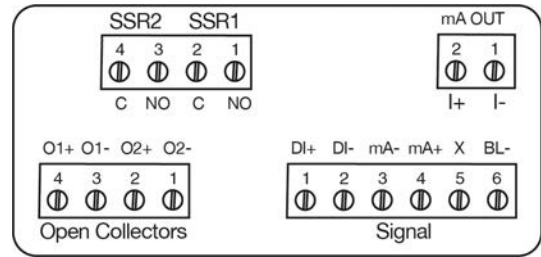 SSR2 SSR1
4 3 2 1
C NO C NO
mA OUT
2 1
I+ I-
O1+ O1- O2+ O2-
4 3 2 1
Open Collectors
DI+ DI- mA- mA+ X BL-
1 2 3 4 5 6
Signal